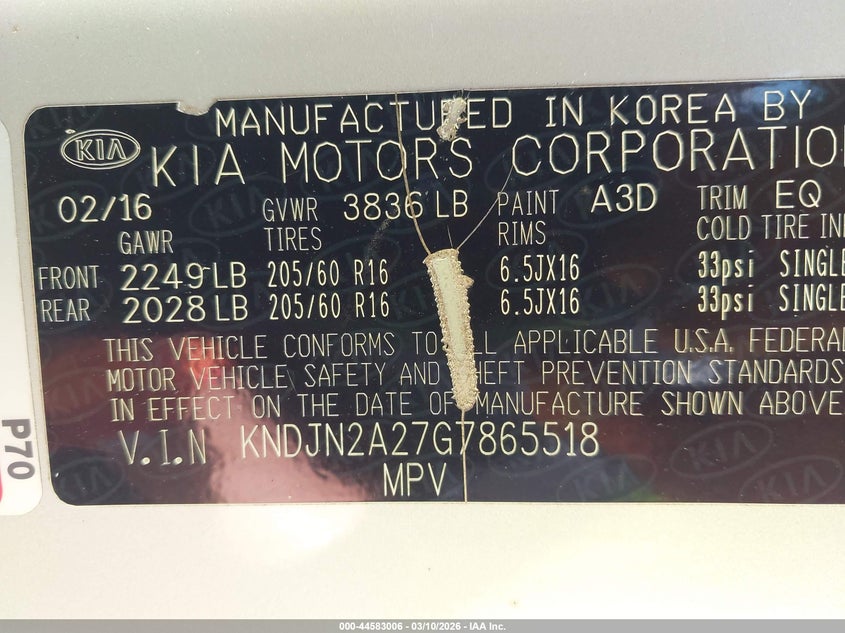 MANUFACTURED IN KOREA BY
KIA KIA MOTORS CORPORATIO
02/16 GVWR 3836 LB PAINT A3D TRIM EQ
GAWR TIRES RIMS COLD TIRE IN
FRONT 2249 LB 205/60 R16 6.5JX16 33psi SINGLE
REAR 2028 LB 205/60 R16 6.5JX16 33psi SINGLE
THIS VEHICLE CONFORMS TO LL APPLICABLE U.S.A. FEDERA
MOTOR VEHICLE SAFETY AND HEFT PREVENTION STANDARDS
IN EFFECT ON THE DATE OF MANUFACTURE SHOWN ABOVE
V.I.N KNDJN2A27G7865518
MPV
P70
000-44583006 - 03/10/2026 - IAA Inc.